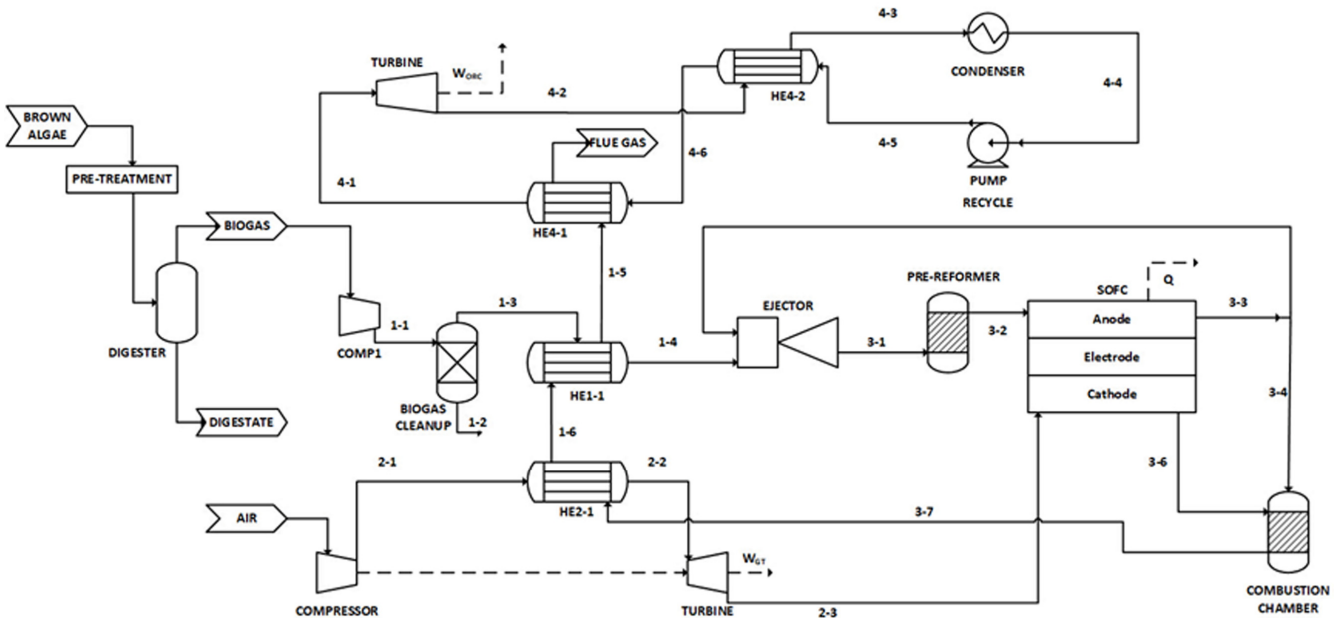 4-3
TURBINE
W_ORC
CONDENSER
4-2
HE4-2
4-4
BROWN
ALGAE
FLUE GAS
4-5
4-6
PRE-TREATMENT
4-1
PUMP
RECYCLE
BIOGAS
HE4-1
1-5
PRE-REFORMER
SOFC
Q
EJECTOR
1-3
3-3
Anode
1-1
3-2
DIGESTER
COMP1
1-4
3-1
Electrode
HE1-1
Cathode
3-4
BIOGAS
CLEANUP
1-2
DIGESTATE
1-6
2-1
2-2
3-6
HE2-1
AIR
3-7
W_GT
COMPRESSOR
TURBINE
2-3
COMBUSTION
CHAMBER